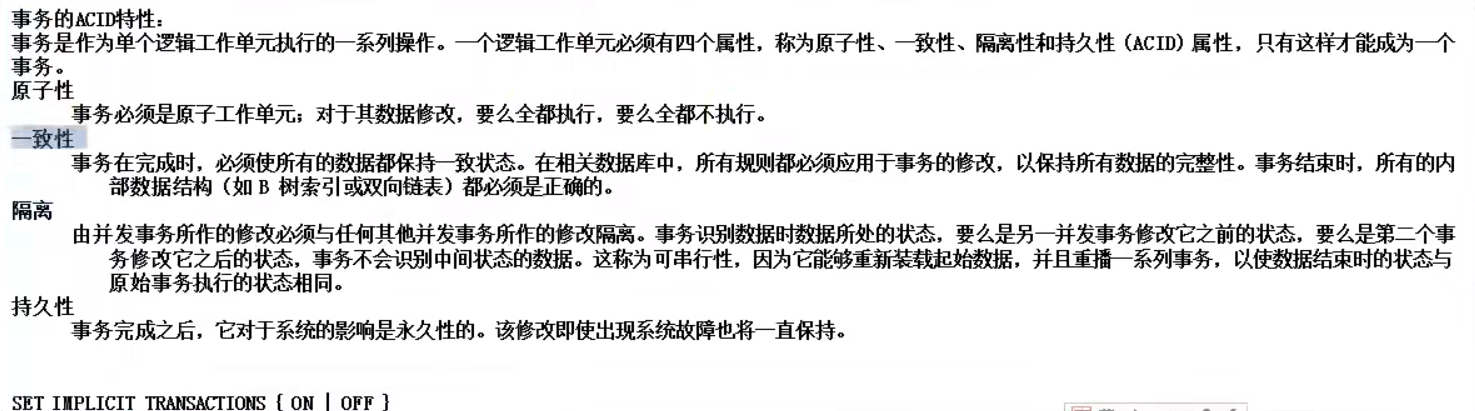 事务的ACID特性：
事务是作为单个逻辑工作单元执行的一系列操作。一个逻辑工作单元必须有四个属性，称为原子性、一致性、隔离性和持久性 (ACID) 属性，只有这样才能成为一个
事务。
原子性
事务必须是原子工作单元；对于其数据修改，要么全都执行，要么全都不执行。
一致性
事务在完成时，必须使所有的数据都保持一致状态。在相关数据库中，所有规则都必须应用于事务的修改，以保持所有数据的完整性。事务结束时，所有的内
部数据结构（如 B 树索引或双向链表）都必须是正确的。
隔离
由并发事务所作的修改必须与任何其他并发事务所作的修改隔离。事务识别数据时数据所处的状态，要么是另一并发事务修改它之前的状态，要么是第二个事
务修改它之后的状态，事务不会识别中间状态的数据。这称为可串行性，因为它能够重新装载起始数据，并且重播一系列事务，以使数据结束时的状态与
原始事务执行的状态相同。
持久性
事务完成之后，它对于系统的影响是永久性的。该修改即使出现系统故障也将一直保持。
SET IMPLICIT TRANSACTIONS { ON | OFF }